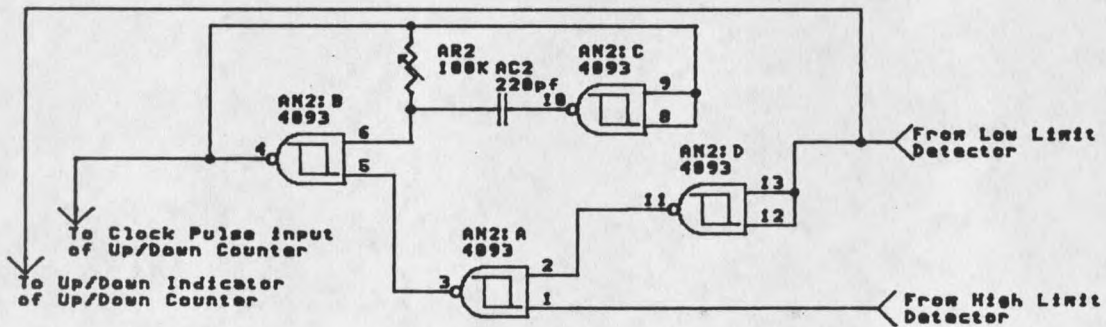 AR2
100K
AC2
220pf
AN2:C
4093
10
9
8
AN2:B
4093
4
6
5
From Low Limit
Detector
AN2:D
4093
11
13
12
To Clock Pulse Input
of Up/Down Counter
AN2:A
4093
3
2
1
To Up/Down Indicator
of Up/Down Counter
From High Limit
Detector